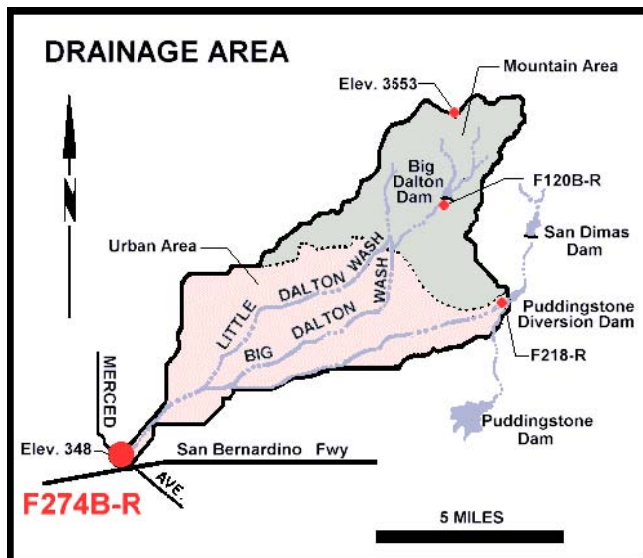 DRAINAGE AREA
Mountain Area
Elev. 3553
N
Big
Dalton
Dam
F120B-R
San Dimas
Dam
Urban Area
LITTLE DALTON WASH
BIG DALTON WASH
Puddingstone
Diversion Dam
F218-R
MERCED
AVE.
Puddingstone
Dam
Elev. 348
San Bernardino Fwy
F274B-R
5 MILES